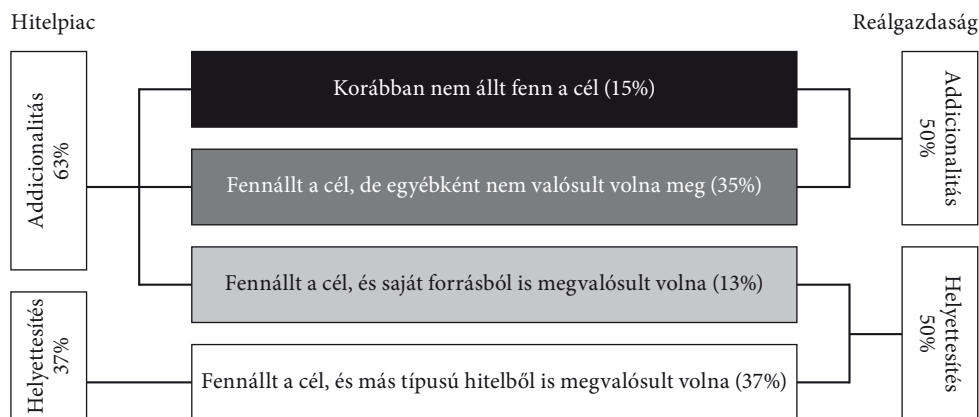 Hitelpiac
Reálgazdaság
Addicionalitás
63%
Helyettesítés
37%
Korábban nem állt fenn a cél (15%)
Fennállt a cél, de egyébként nem valósult volna meg (35%)
Fennállt a cél, és saját forrásból is megvalósult volna (13%)
Fennállt a cél, és más típusú hitelből is megvalósult volna (37%)
Addicionalitás
50%
Helyettesítés
50%